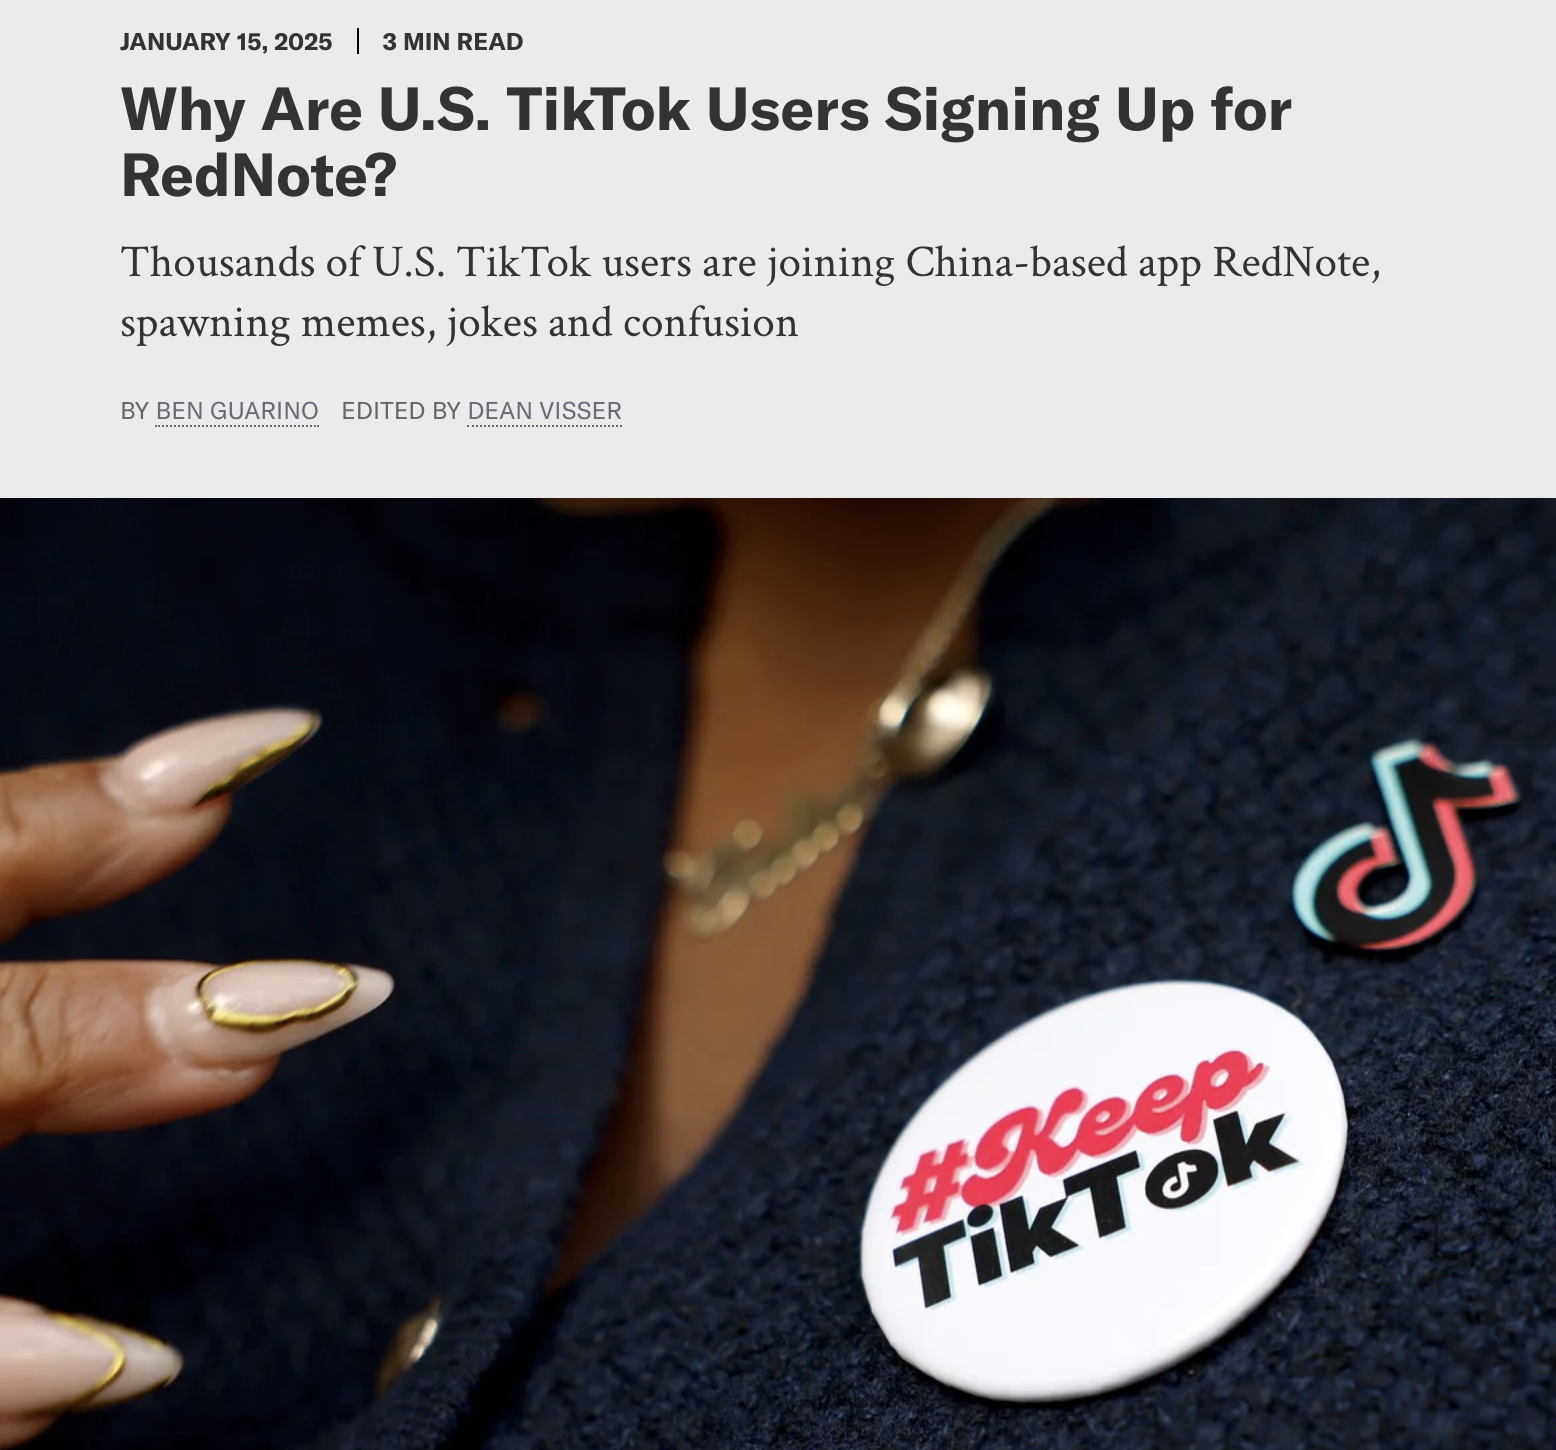 JANUARY 15, 2025 | 3 MIN READ
Why Are U.S. TikTok Users Signing Up for
RedNote?
Thousands of U.S. TikTok users are joining China-based app RedNote,
spawning memes, jokes and confusion
BY BEN GUARINO EDITED BY DEAN VISSER
#Keep
TikTok